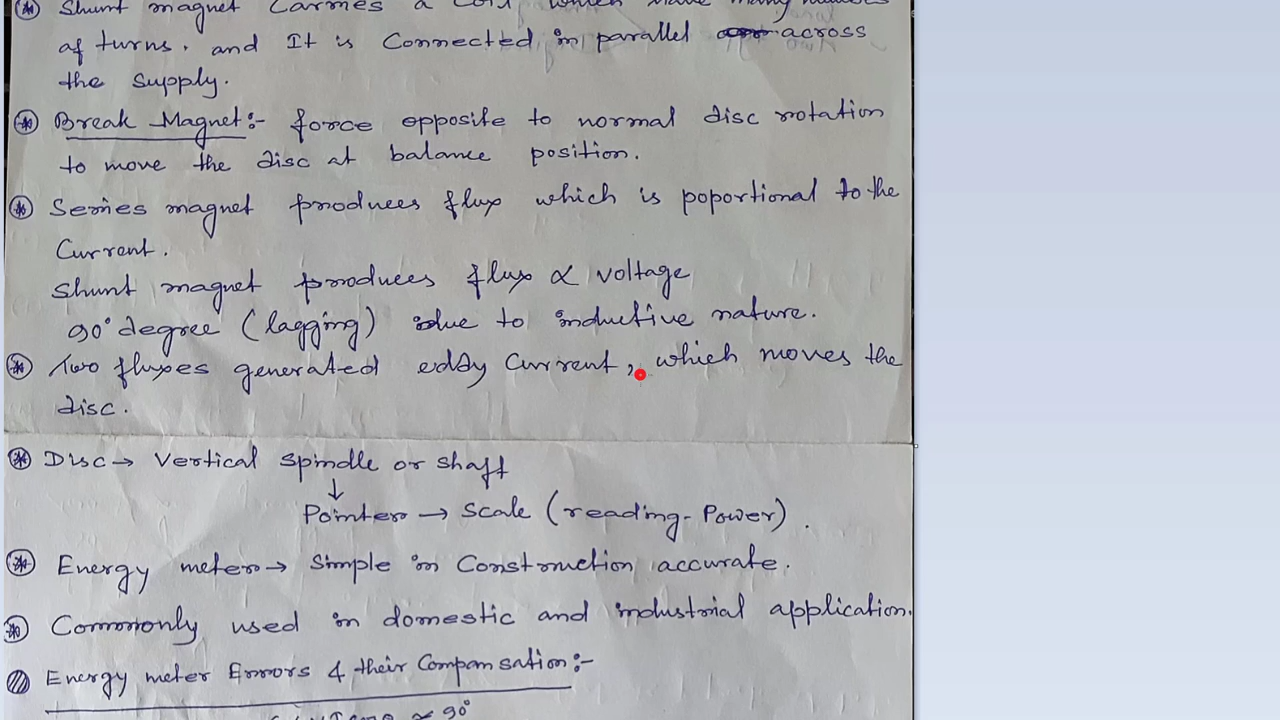 Shunt magnet Carries a Coil which have many numbers
of turns. and It is Connected in parallel across
the supply.
Break Magnet:- force opposite to normal disc rotation
to move the disc at balance position.
Series magnet produces flux which is poportional to the
Current.
Shunt magnet produces flux ∝ voltage
90° degree (lagging) due to inductive nature.
Two fluxes generated eddy Current, which moves the
disc.
Disc → Vertical spindle or shaft
↓
Pointer → Scale (reading-Power).
Energy meter → Simple in Construction accurate.
Commonly used in domestic and industrial application.
Energy meter Errors & their Compansation:-
90°